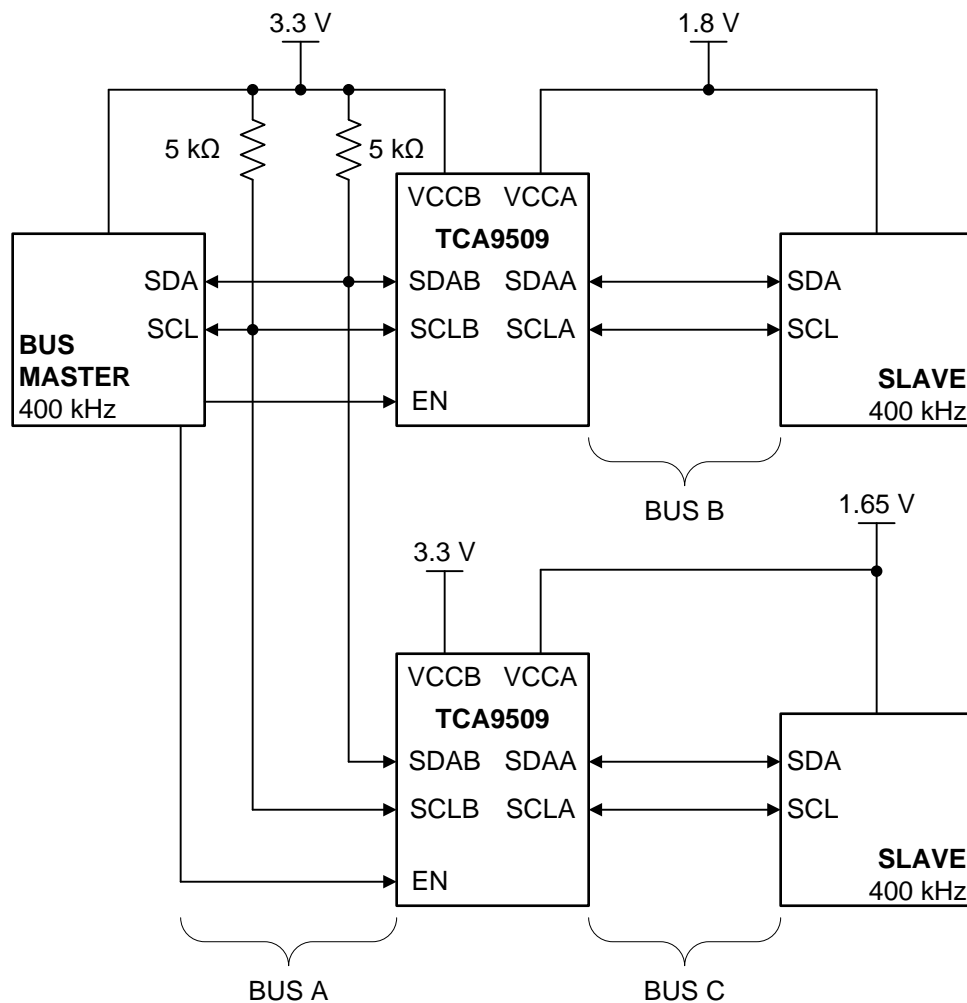 3.3 V
1.8 V
5 kΩ
5 kΩ
VCCB VCCA
TCA9509
SDA
SDAB SDAA
SDA
SCL
SCLB SCLA
SCL
BUS
MASTER
400 kHz
EN
SLAVE
400 kHz
BUS B
1.65 V
3.3 V
VCCB VCCA
TCA9509
SDAB SDAA
SDA
SCLB SCLA
SCL
EN
SLAVE
400 kHz
BUS A
BUS C